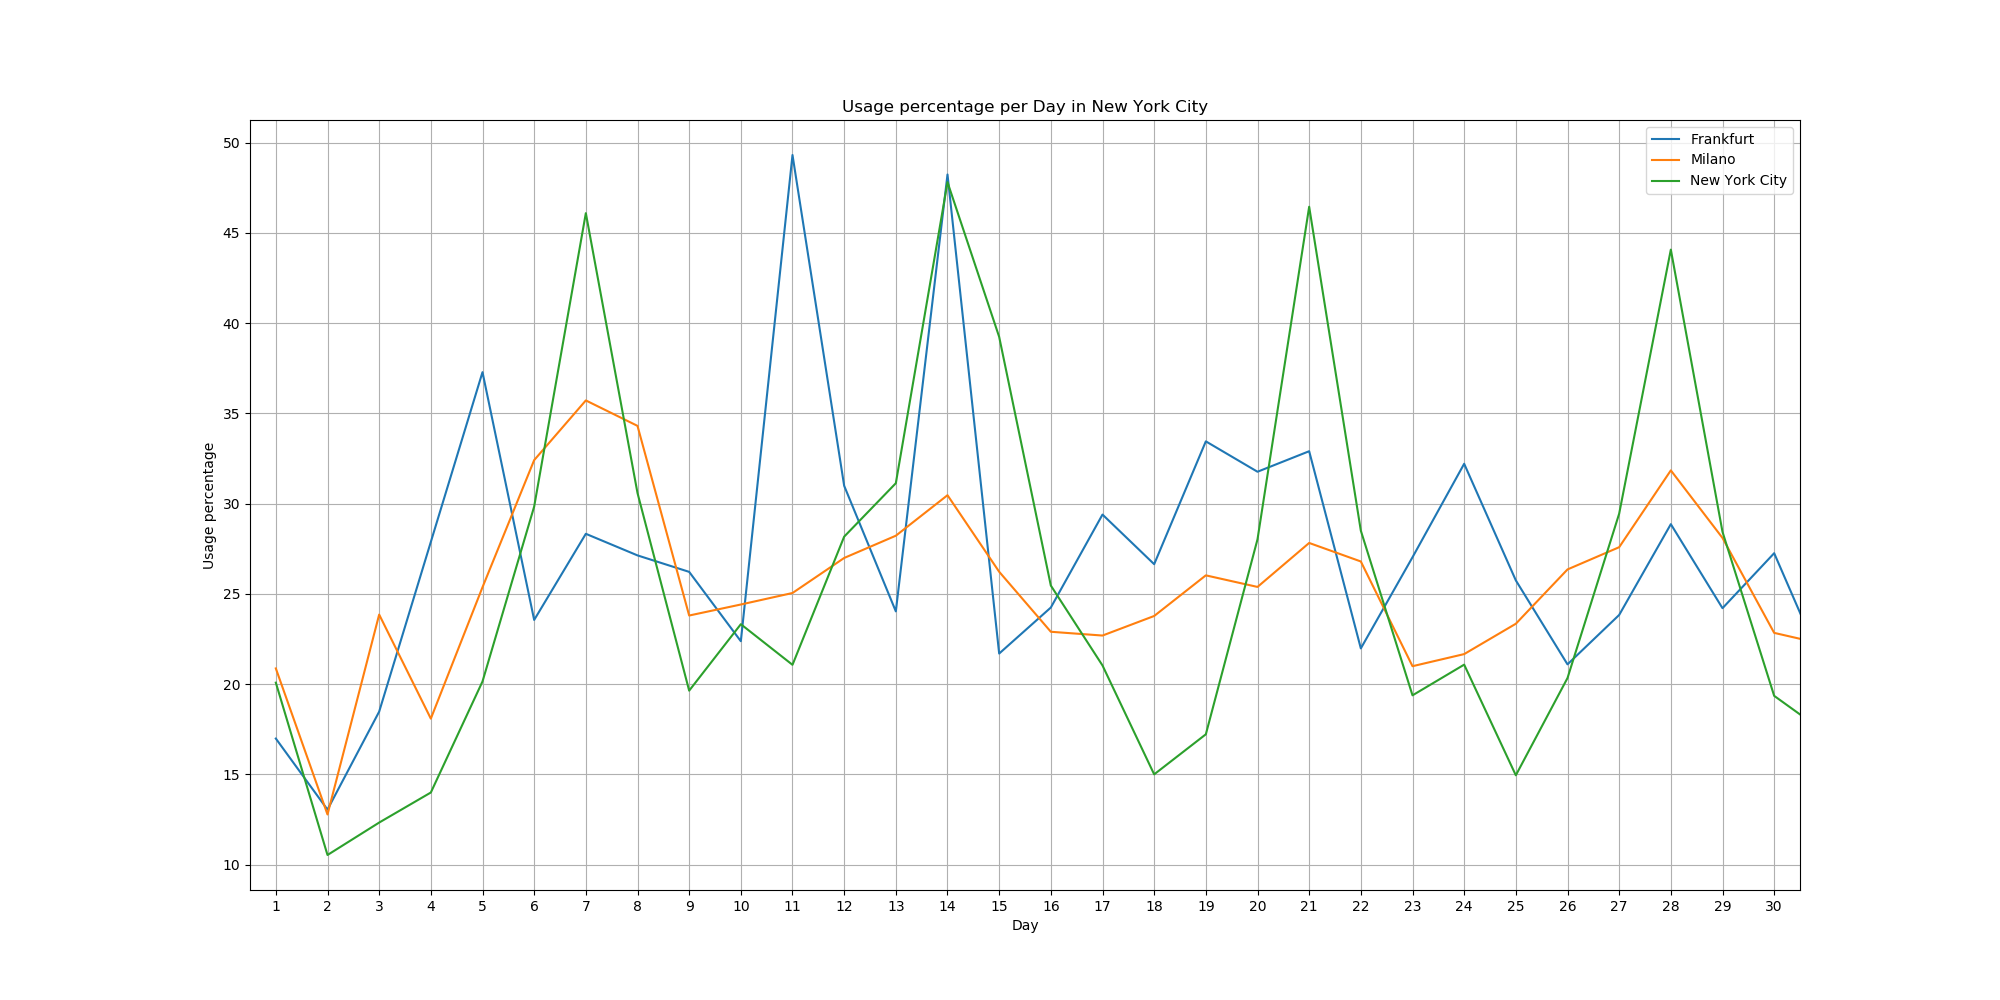 Usage percentage per Day in New York City
Frankfurt
Milano
New York City
50
45
40
35
30
25
20
15
10
Usage percentage
1 2 3 4 5 6 7 8 9 10 11 12 13 14 15 16 17 18 19 20 21 22 23 24 25 26 27 28 29 30
Day